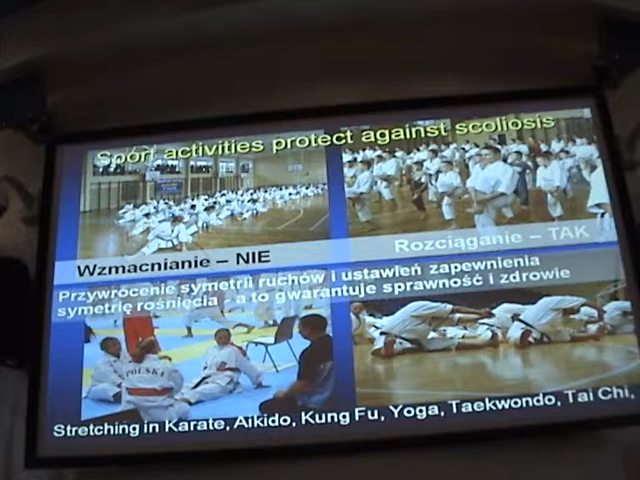 Sport activities protect against scoliosis
Wzmacnianie – NIE
Rozciąganie – TAK
Przywrócenie symetrii ruchów i ustawień zapewnienia
symetrię rośnięcia - a to gwarantuje sprawność i zdrowie
POLSKA
Stretching in Karate, Aikido, Kung Fu, Yoga, Taekwondo, Tai Chi,